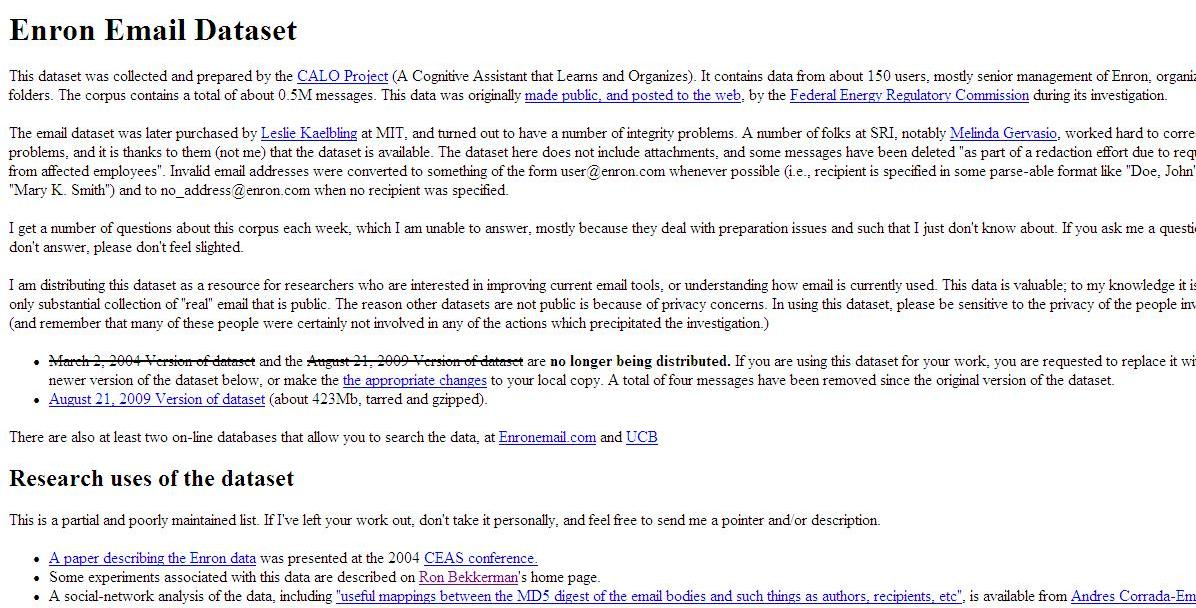 Enron Email Dataset
This dataset was collected and prepared by the CALO Project (A Cognitive Assistant that Learns and Organizes). It contains data from about 150 users, mostly senior management of Enron, organiz
folders. The corpus contains a total of about 0.5M messages. This data was originally made public, and posted to the web, by the Federal Energy Regulatory Commission during its investigation.
The email dataset was later purchased by Leslie Kaelbling at MIT, and turned out to have a number of integrity problems. A number of folks at SRI, notably Melinda Gervasio, worked hard to corre
problems, and it is thanks to them (not me) that the dataset is available. The dataset here does not include attachments, and some messages have been deleted "as part of a redaction effort due to requ
from affected employees". Invalid email addresses were converted to something of the form user@enron.com whenever possible (i.e., recipient is specified in some parse-able format like "Doe, John"
"Mary K. Smith") and to no_address@enron.com when no recipient was specified.
I get a number of questions about this corpus each week, which I am unable to answer, mostly because they deal with preparation issues and such that I just don't know about. If you ask me a questi
don't answer, please don't feel slighted.
I am distributing this dataset as a resource for researchers who are interested in improving current email tools, or understanding how email is currently used. This data is valuable; to my knowledge it is
only substantial collection of "real" email that is public. The reason other datasets are not public is because of privacy concerns. In using this dataset, please be sensitive to the privacy of the people inv
(and remember that many of these people were certainly not involved in any of the actions which precipitated the investigation.)
• March 2, 2004 Version of dataset and the August 21, 2009 Version of dataset are no longer being distributed. If you are using this dataset for your work, you are requested to replace it wi
newer version of the dataset below, or make the the appropriate changes to your local copy. A total of four messages have been removed since the original version of the dataset.
• August 21, 2009 Version of dataset (about 423Mb, tarred and gzipped).
There are also at least two on-line databases that allow you to search the data, at Enronemail.com and UCB
Research uses of the dataset
This is a partial and poorly maintained list. If I've left your work out, don't take it personally, and feel free to send me a pointer and/or description.
• A paper describing the Enron data was presented at the 2004 CEAS conference.
• Some experiments associated with this data are described on Ron Bekkerman's home page.
• A social-network analysis of the data, including "useful mappings between the MD5 digest of the email bodies and such things as authors, recipients, etc", is available from Andres Corrada-Em